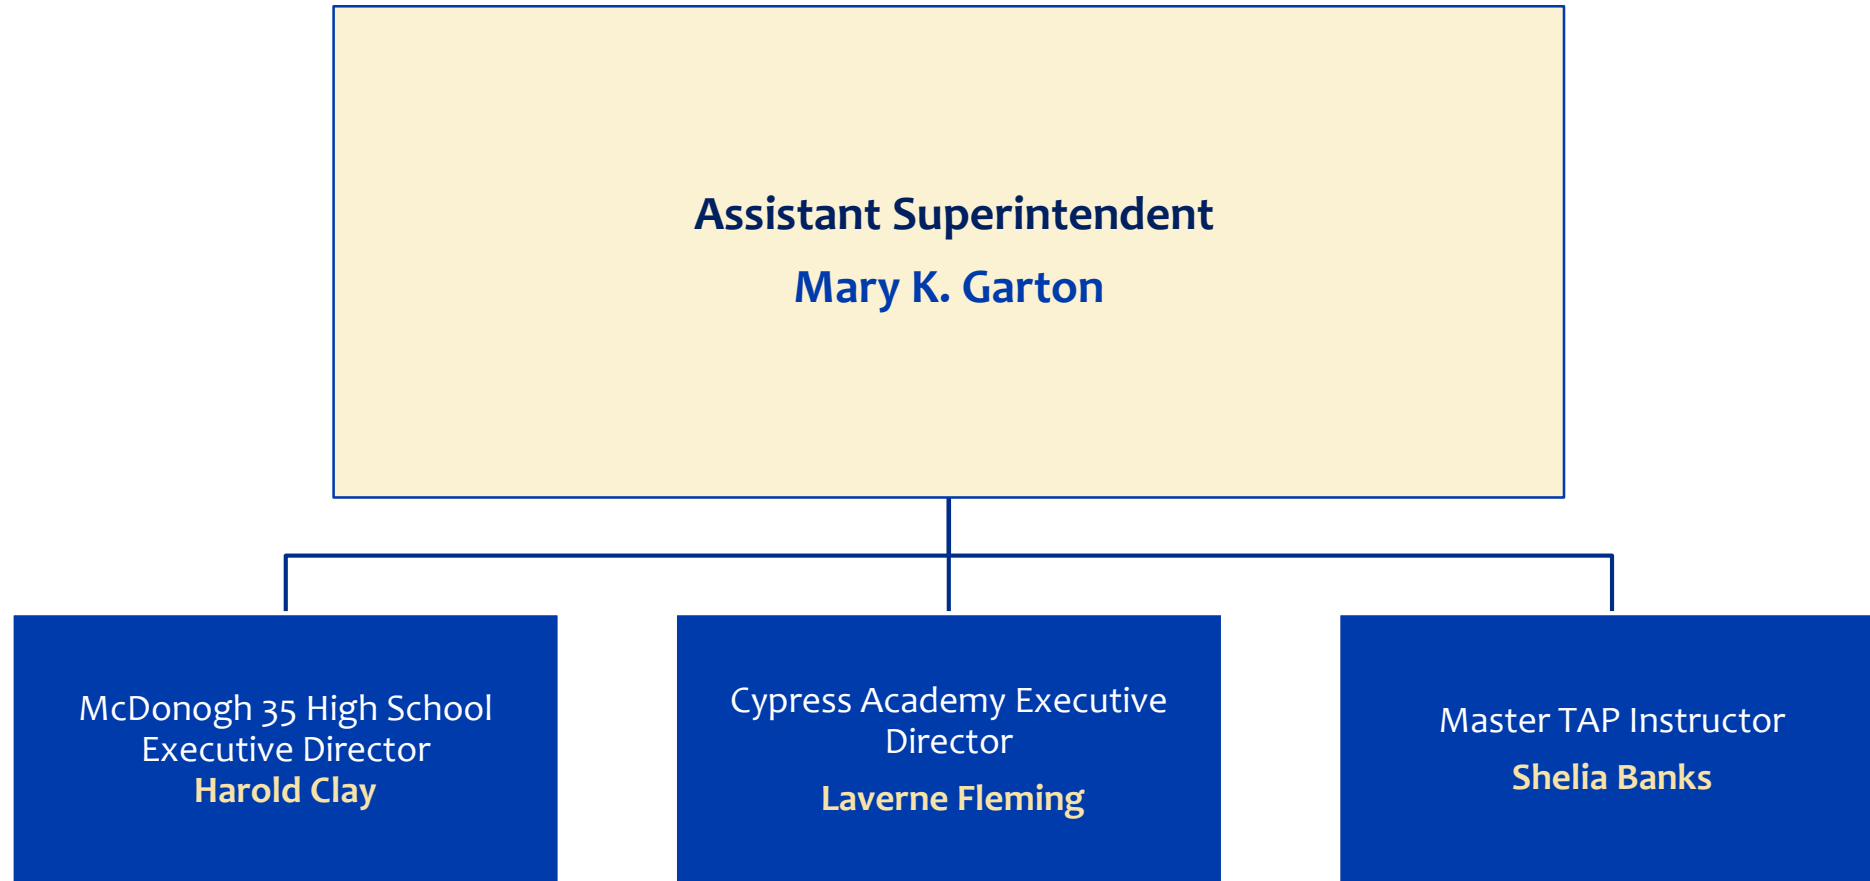 Assistant Superintendent
Mary K. Garton
McDonogh 35 High School
Executive Director
Harold Clay
Cypress Academy Executive
Director
Laverne Fleming
Master TAP Instructor
Shelia Banks